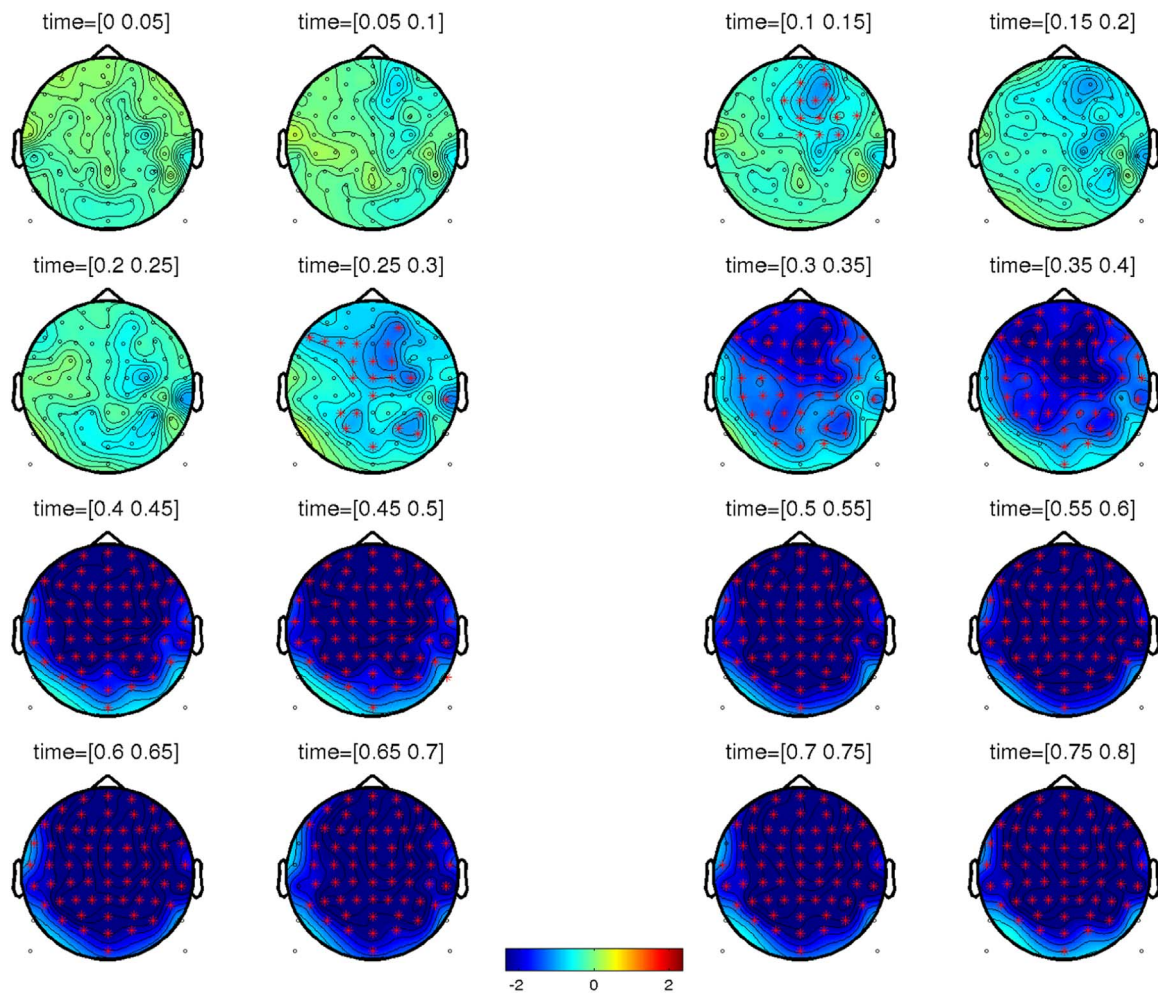 time=[0 0.05] time=[0.05 0.1] time=[0.1 0.15] time=[0.15 0.2]
time=[0.2 0.25] time=[0.25 0.3] time=[0.3 0.35] time=[0.35 0.4]
time=[0.4 0.45] time=[0.45 0.5] time=[0.5 0.55] time=[0.55 0.6]
time=[0.6 0.65] time=[0.65 0.7] time=[0.7 0.75] time=[0.75 0.8]
-2 0 2